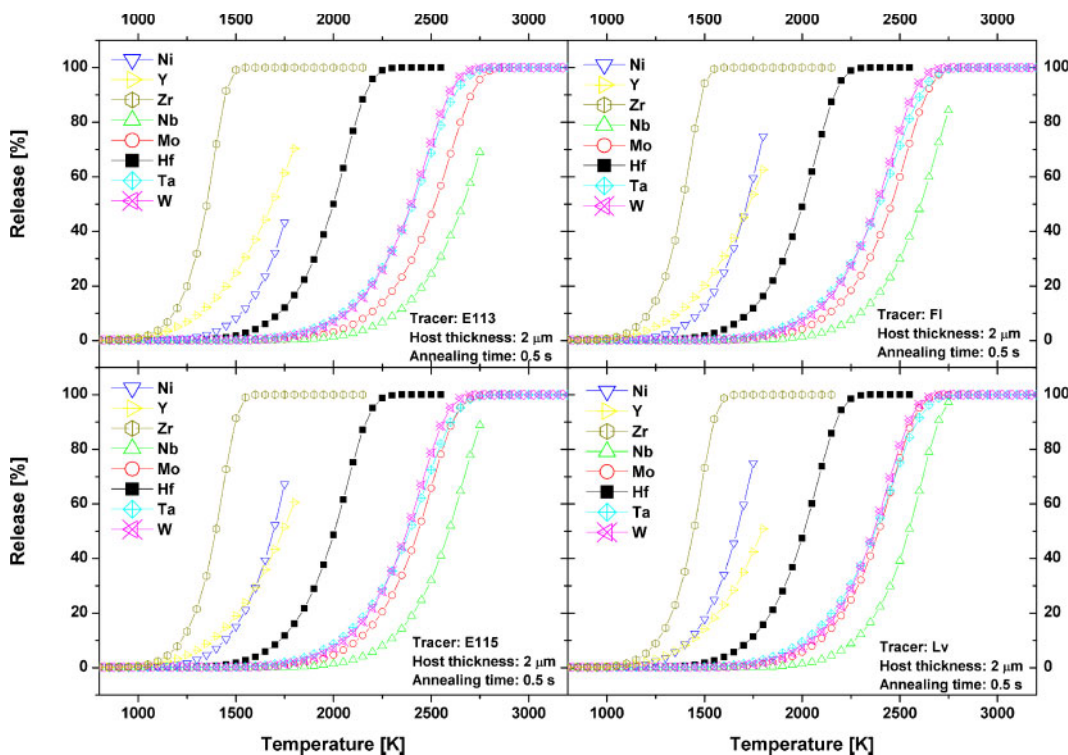 1000 1500 2000 2500 3000 1000 1500 2000 2500 3000
Release [%]
100
80
60
40
20
0
Ni
Y
Zr
Nb
Mo
Hf
Ta
W
Tracer: E113
Host thickness: 2 μm
Annealing time: 0.5 s
Ni
Y
Zr
Nb
Mo
Hf
Ta
W
Tracer: Fl
Host thickness: 2 μm
Annealing time: 0.5 s
100
80
60
40
20
0
Release [%]
100
80
60
40
20
0
Ni
Y
Zr
Nb
Mo
Hf
Ta
W
Tracer: E115
Host thickness: 2 μm
Annealing time: 0.5 s
Ni
Y
Zr
Nb
Mo
Hf
Ta
W
Tracer: Lv
Host thickness: 2 μm
Annealing time: 0.5 s
100
80
60
40
20
0
1000 1500 2000 2500 3000 1000 1500 2000 2500 3000
Temperature [K] Temperature [K]